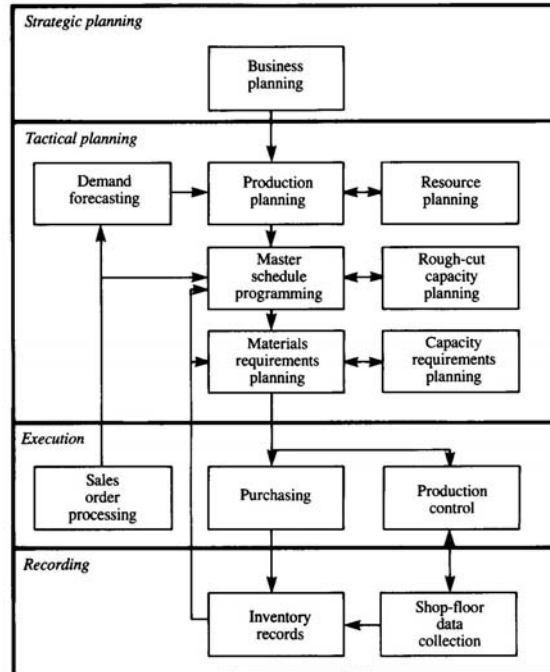 Strategic planning
Business
planning
Tactical planning
Demand
forecasting
Production
planning
Resource
planning
Master
schedule
programming
Rough-cut
capacity
planning
Materials
requirements
planning
Capacity
requirements
planning
Execution
Sales
order
processing
Purchasing
Production
control
Recording
Inventory
records
Shop-floor
data
collection